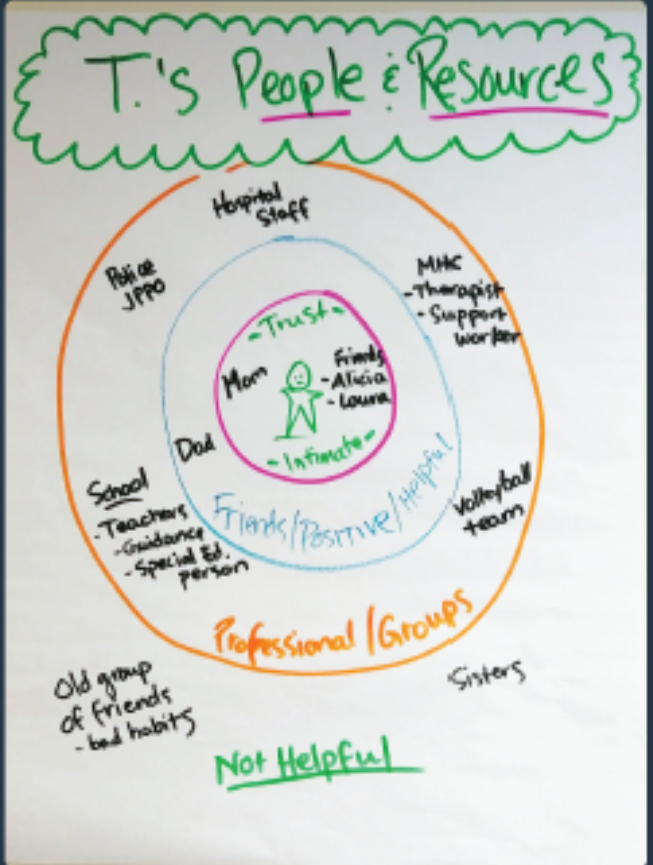 T.'s People & Resources
Hospital
Staff
Police
JPPO
MHC
- Therapist
- Support
worker
- Trust -
Mom
Friends
- Alicia
- Laura
- Intimate -
Dad
Friends/Positive/Helpful
School
- Teachers
- Guidance
- Special Ed.
person
Volleyball
team
Professional/Groups
Old group
of friends
- bad habits
Sisters
Not Helpful